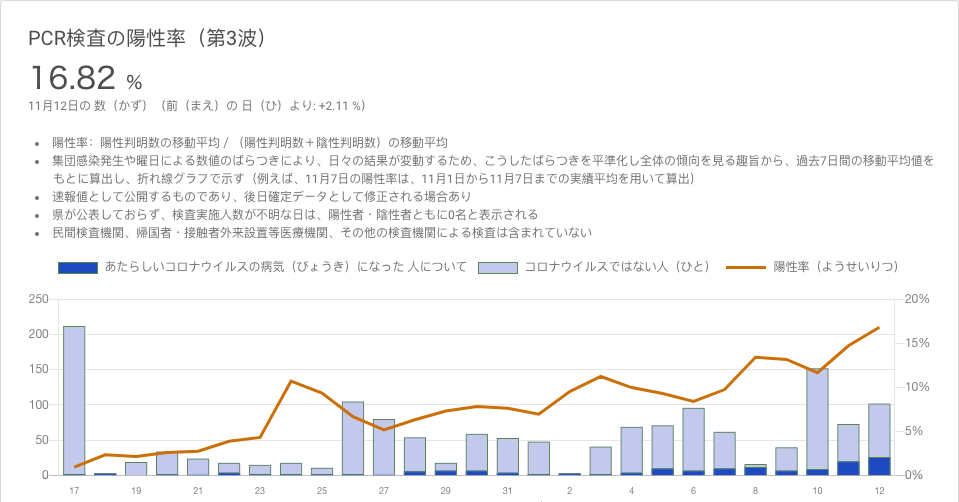 PCR検査の陽性率（第3波）
16.82 %
11月12日の 数（かず）（前（まえ）の 日（ひ）より: +2.11 %）
• 陽性率：陽性判明数の移動平均 / （陽性判明数＋陰性判明数）の移動平均
• 集団感染発生や曜日による数値のばらつきにより、日々の結果が変動するため、こうしたばらつきを平準化し全体の傾向を見る趣旨から、過去7日間の移動平均値を
もとに算出し、折れ線グラフで示す（例えば、11月7日の陽性率は、11月1日から11月7日までの実績平均を用いて算出）
• 速報値として公開するものであり、後日確定データとして修正される場合あり
• 県が公表しておらず、検査実施人数が不明な日は、陽性者・陰性者ともに0名と表示される
• 民間検査機関、帰国者・接触者外来設置等医療機関、その他の検査機関による検査は含まれていない
あたらしいコロナウイルスの病気（びょうき）になった 人について コロナウイルスではない人（ひと） 陽性率（ようせいりつ）
250 20%
200 15%
150 10%
100
50 5%
0 0%
17 19 21 23 25 27 29 31 2 4 6 8 10 12